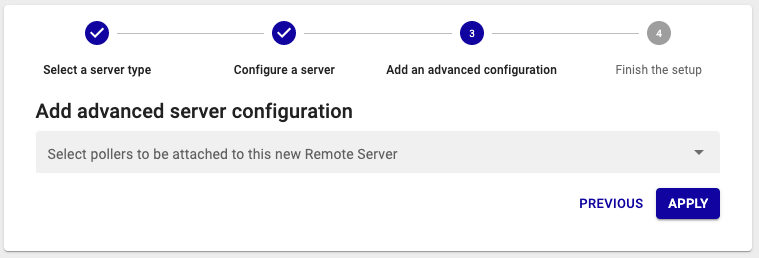 3
4
Select a server type
Configure a server
Add an advanced configuration
Finish the setup
Add advanced server configuration
Select pollers to be attached to this new Remote Server
PREVIOUS
APPLY